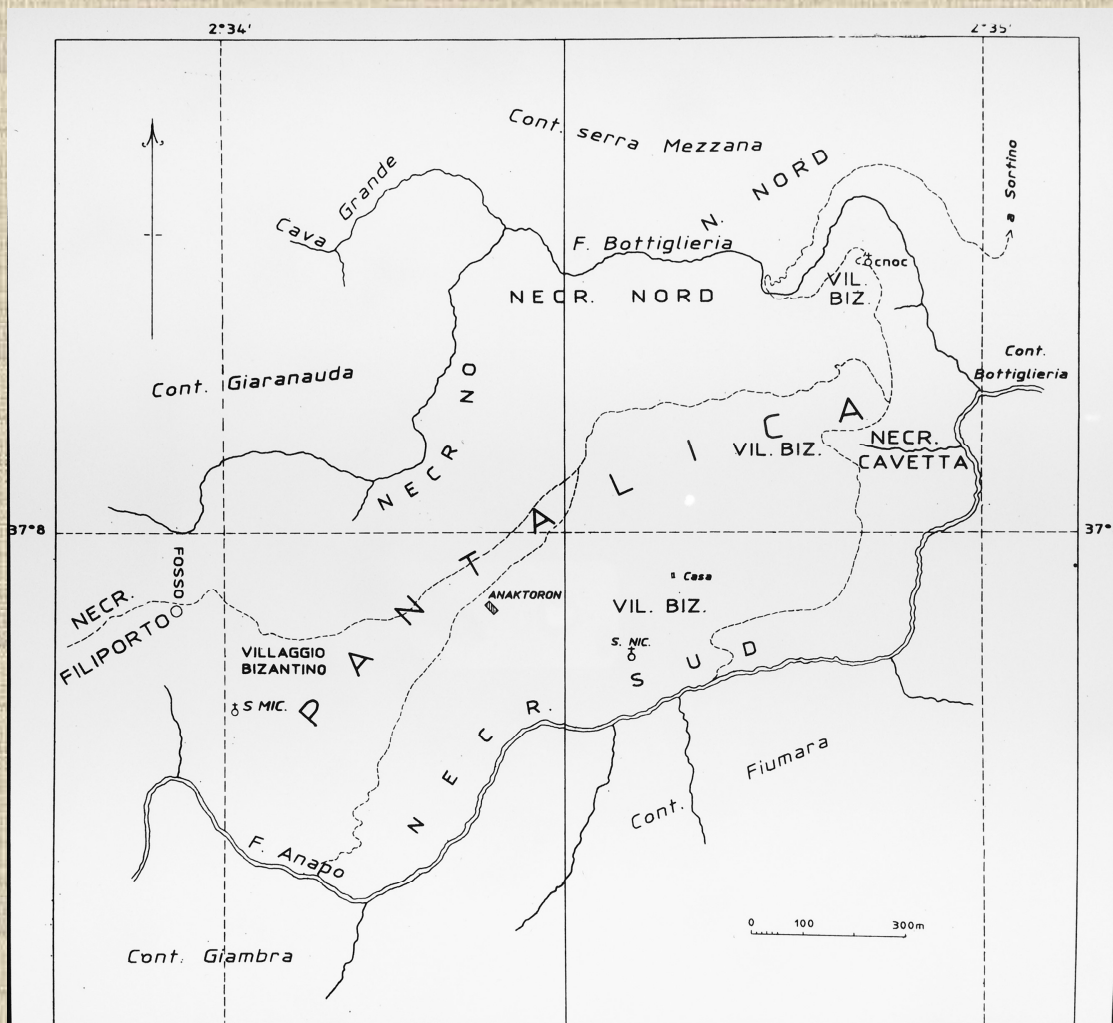 2°34'
2°35'
Cont. serra Mezzana
Cava Grande
N. NORD
a Sortino
F. Bottiglieria
cnoc
VIL.
BIZ.
NECR. NORD
Cont.
Bottiglieria
Cont. Giaranauda
NECR NO
PANTALICA
VIL. BIZ.
NECR.
CAVETTA
37°8
37°
FOSSO
NECR.
FILIPORTO
ANAKTORON
Casa
VIL. BIZ.
S. NIC.
VILLAGGIO
BIZANTINO
S MIC.
NECR. SUD
Cont. Fiumara
F. Anapo
Cont. Giambra
0 100 300m